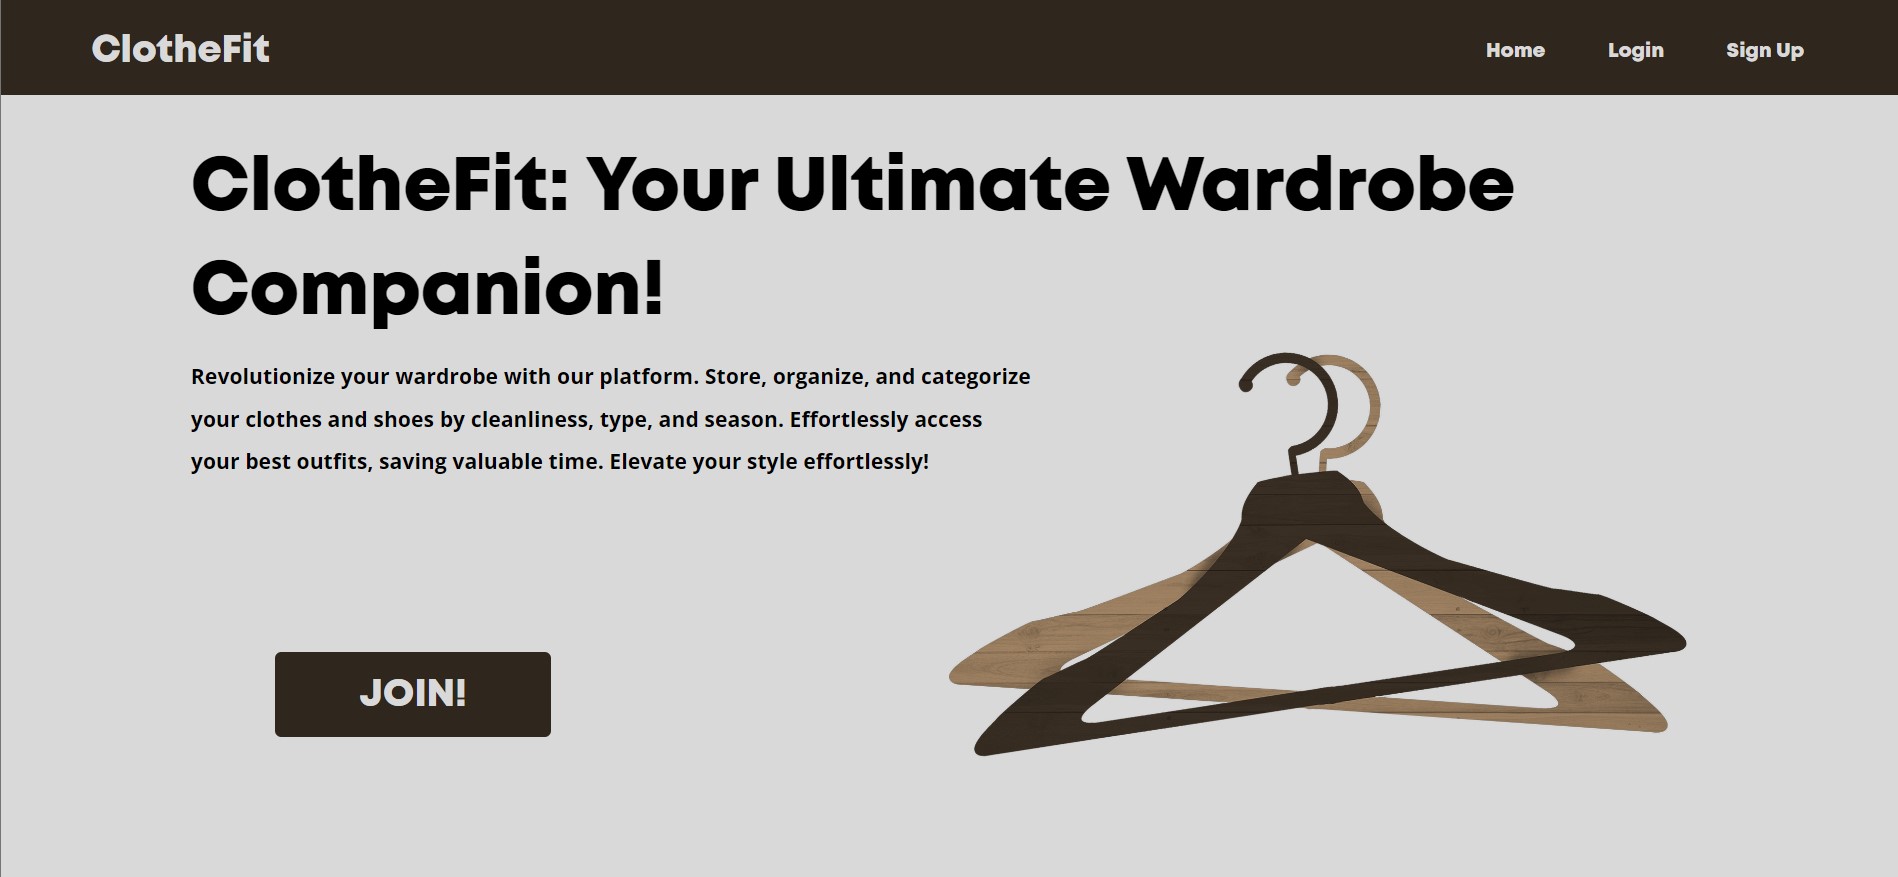 ClotheFit
Home Login Sign Up
ClotheFit: Your Ultimate Wardrobe
Companion!
Revolutionize your wardrobe with our platform. Store, organize, and categorize
your clothes and shoes by cleanliness, type, and season. Effortlessly access
your best outfits, saving valuable time. Elevate your style effortlessly!
JOIN!